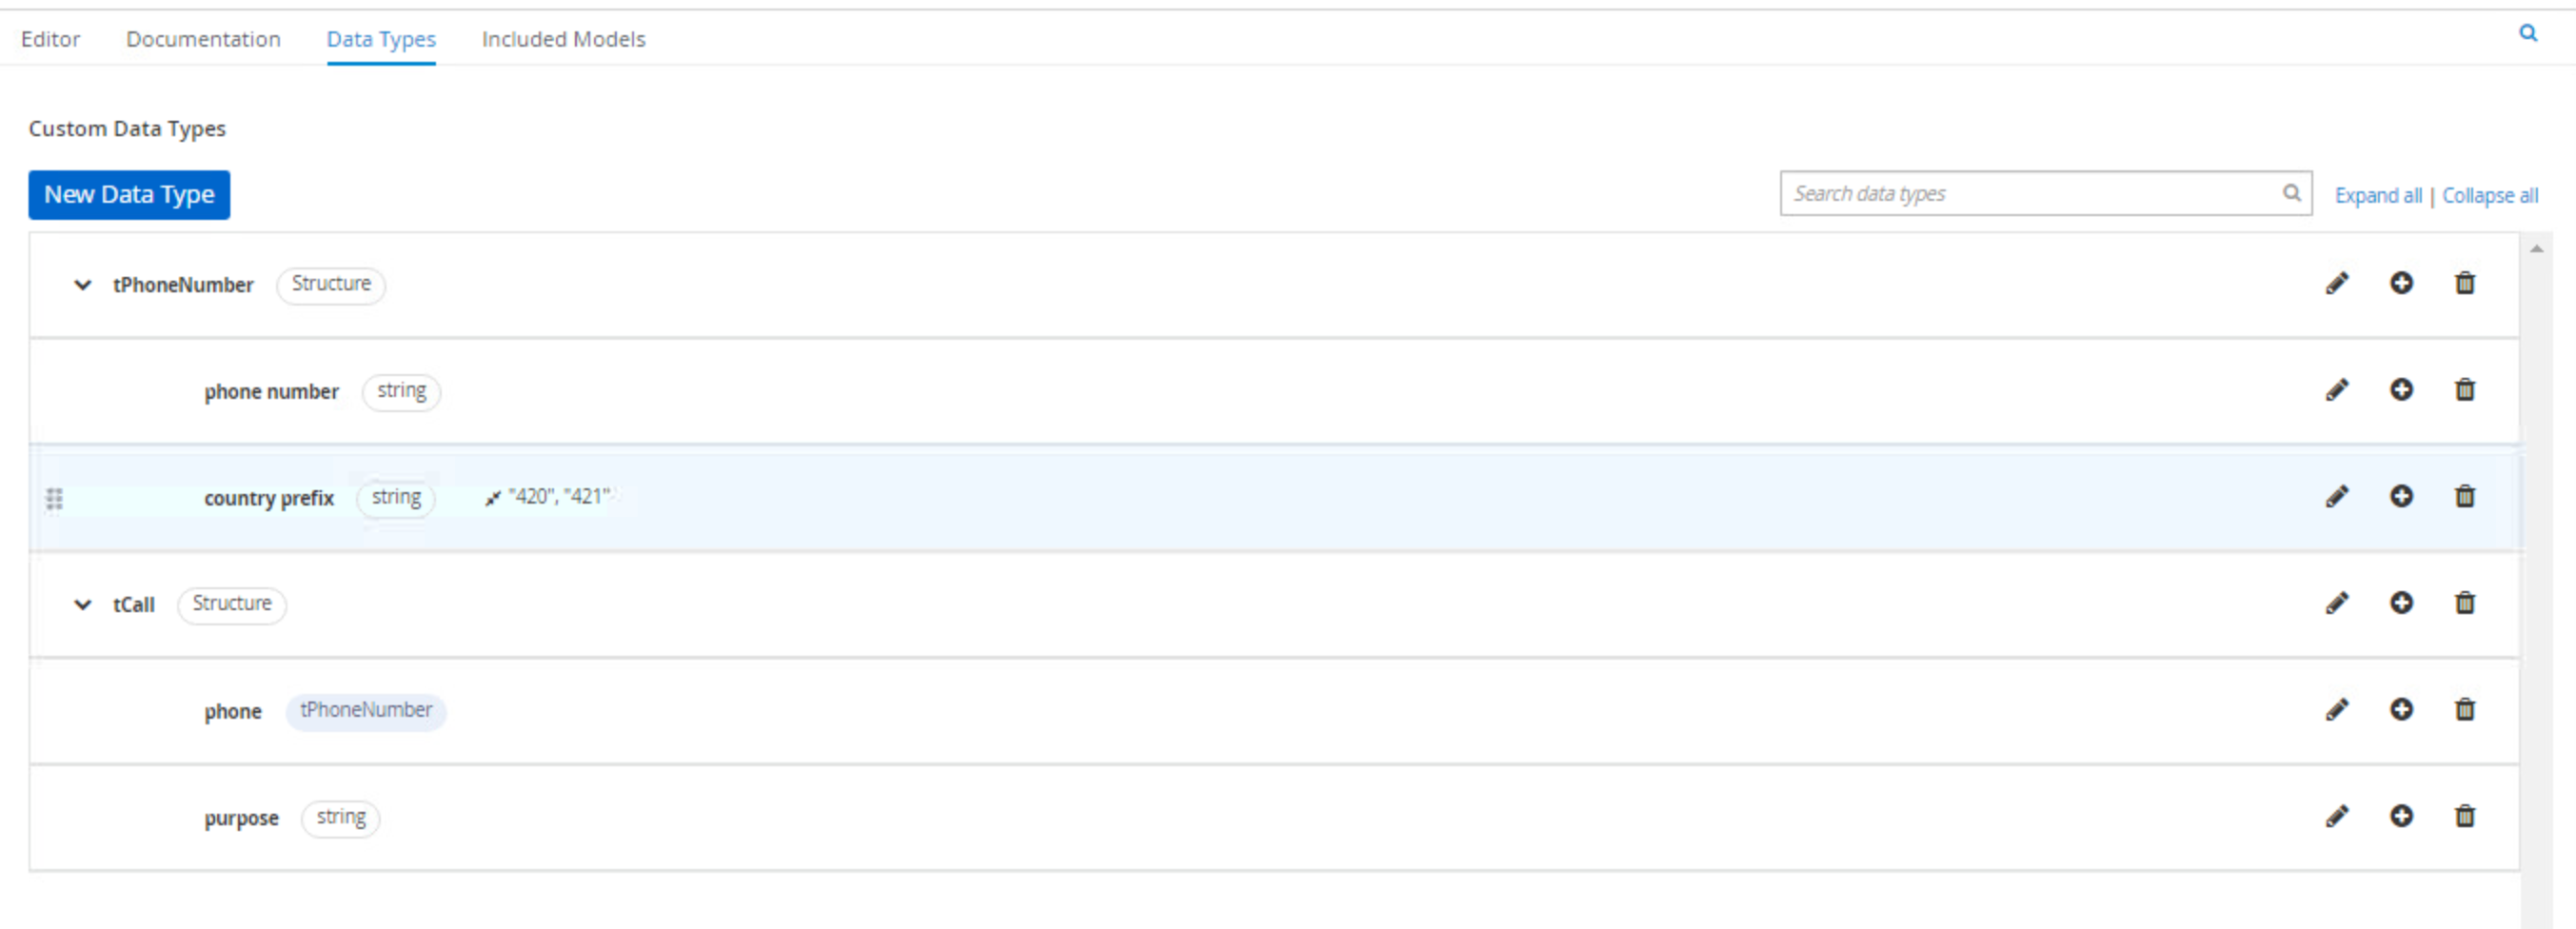 Editor Documentation Data Types Included Models
Custom Data Types
New Data Type Search data types Expand all | Collapse all
tPhoneNumber Structure
phone number string
country prefix string "420", "421"
tCall Structure
phone tPhoneNumber
purpose string